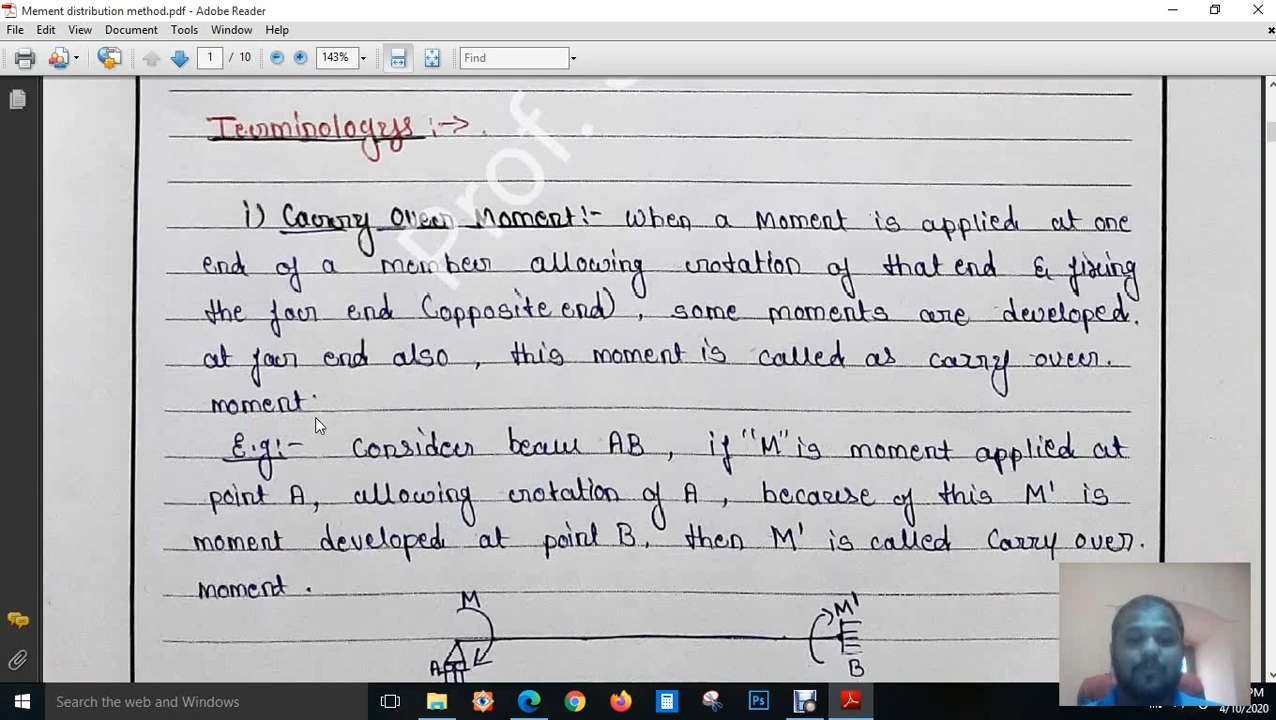 Mement distribution method.pdf - Adobe Reader
File Edit View Document Tools Window Help
1 / 10 143% Find
Prof.
Terminologys :->
i) Carry over Moment:- when a Moment is applied at one
end of a member allowing rotation of that end & fixing
the far end (opposite end), some moments are developed.
at far end also, this moment is called as carry over.
moment.
E.g:- Consider beam AB, if "M" is moment applied at
point A, allowing rotation of A, because of this M' is
moment developed at point B, then M' is called Carry over.
moment.
M M'
A B
Search the web and Windows
PM
4/10/2020